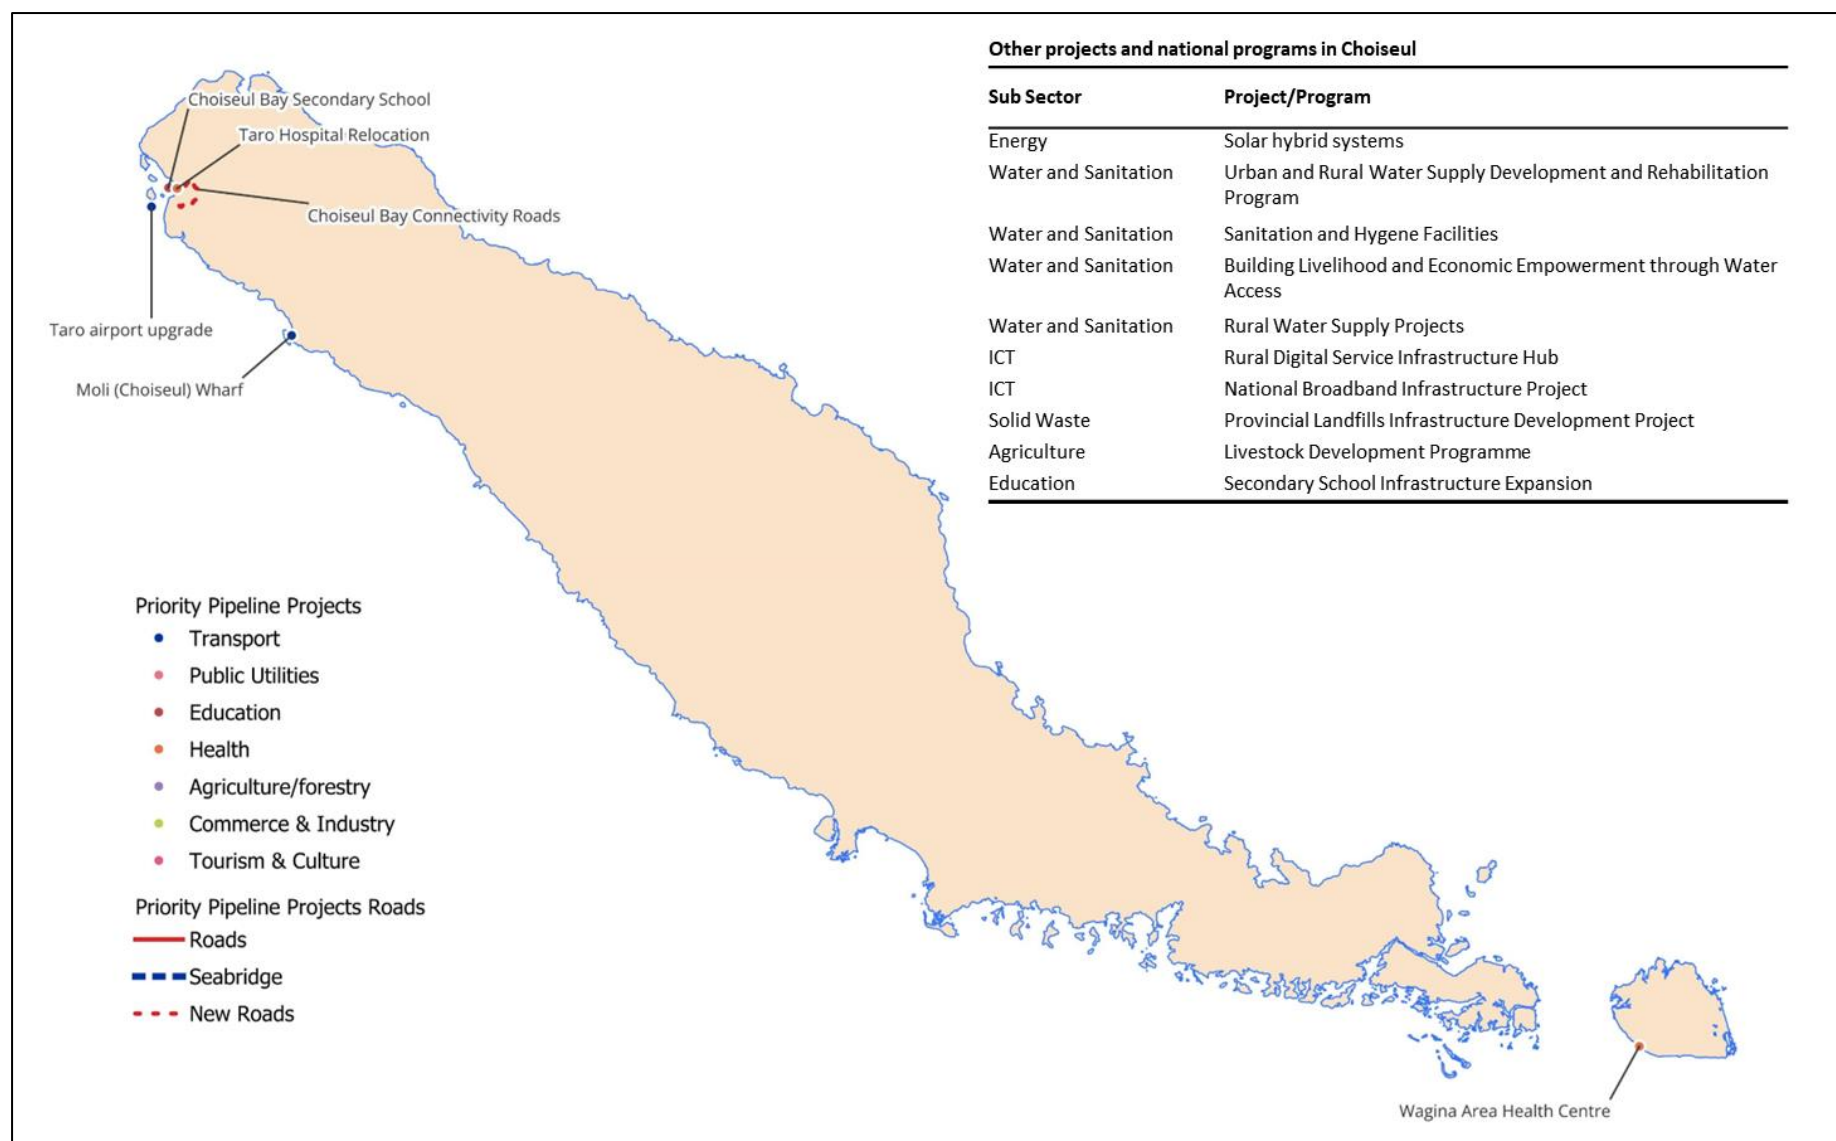 Other projects and national programs in Choiseul
Sub Sector Project/Program
Energy Solar hybrid systems
Water and Sanitation Urban and Rural Water Supply Development and Rehabilitation
Program
Water and Sanitation Sanitation and Hygene Facilities
Water and Sanitation Building Livelihood and Economic Empowerment through Water
Access
Water and Sanitation Rural Water Supply Projects
ICT Rural Digital Service Infrastructure Hub
ICT National Broadband Infrastructure Project
Solid Waste Provincial Landfills Infrastructure Development Project
Agriculture Livestock Development Programme
Education Secondary School Infrastructure Expansion
Choiseul Bay Secondary School
Taro Hospital Relocation
Choiseul Bay Connectivity Roads
Taro airport upgrade
Moli (Choiseul) Wharf
Priority Pipeline Projects
Transport
Public Utilities
Education
Health
Agriculture/forestry
Commerce & Industry
Tourism & Culture
Priority Pipeline Projects Roads
Roads
Seabridge
New Roads
Wagina Area Health Centre